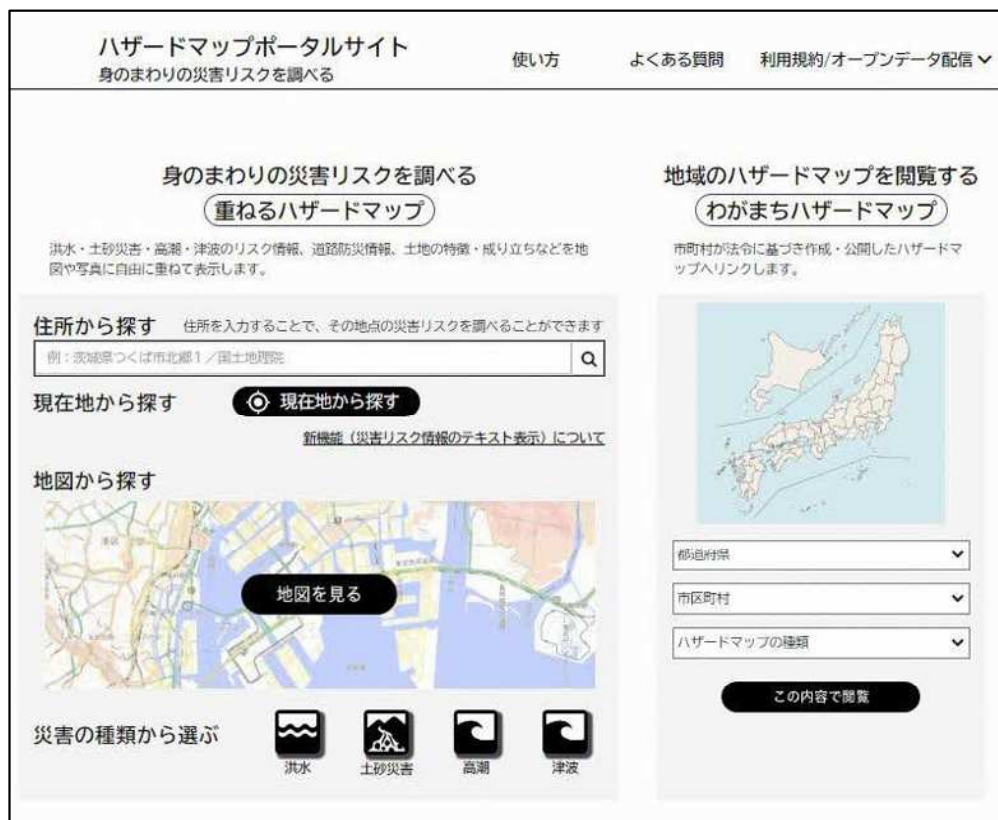 ハザードマップポータルサイト
身のまわりの災害リスクを調べる
使い方
よくある質問
利用規約/オープンデータ配信
身のまわりの災害リスクを調べる
重ねるハザードマップ
洪水・土砂災害・高潮・津波のリスク情報、道路防災情報、土地の特徴・成り立ちなどを地
図や写真に自由に重ねて表示します。
住所から探す
住所を入力することで、その地点の災害リスクを調べることができます
例：茨城県つくば市北郷1／国土地理院
現在地から探す
現在地から探す
新機能（災害リスク情報のテキスト表示）について
地図から探す
地図を見る
災害の種類から選ぶ
洪水
土砂災害
高潮
津波
地域のハザードマップを閲覧する
わがまちハザードマップ
市町村が法令に基づき作成・公開したハザードマ
ップへリンクします。
都道府県
市区町村
ハザードマップの種類
この内容で閲覧